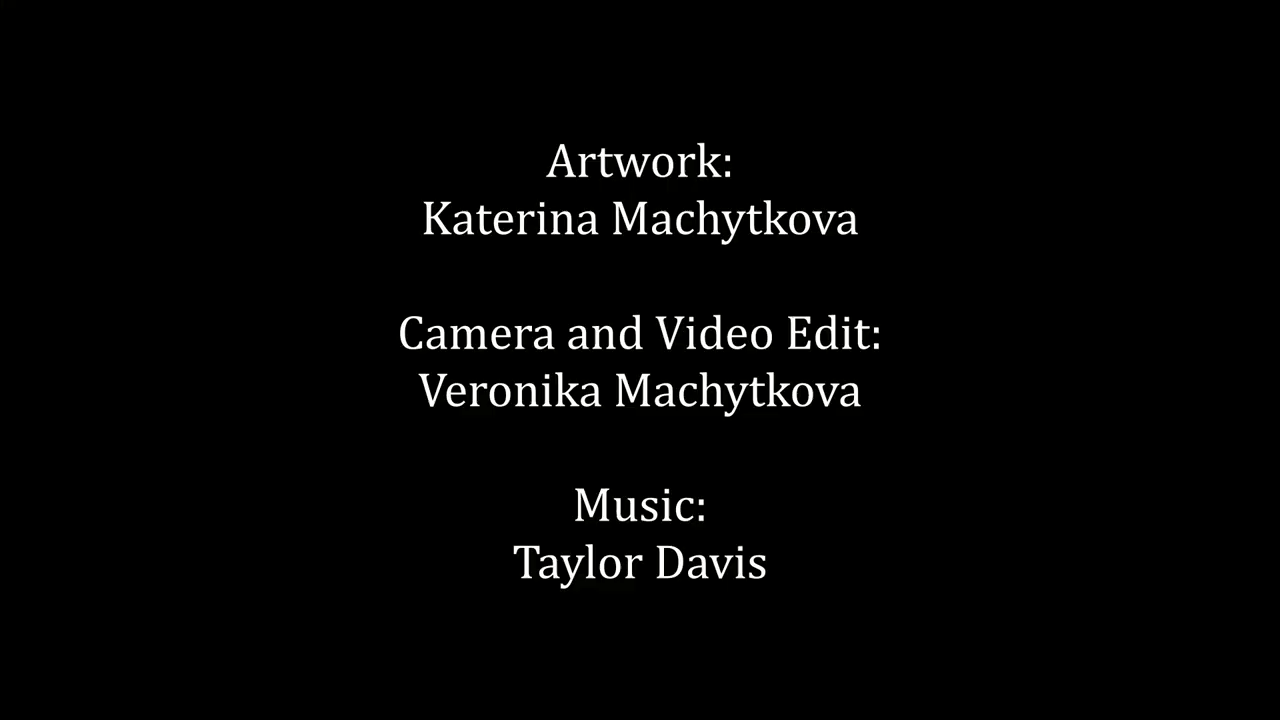 Artwork:
Katerina Machytkova
Camera and Video Edit:
Veronika Machytkova
Music:
Taylor Davis